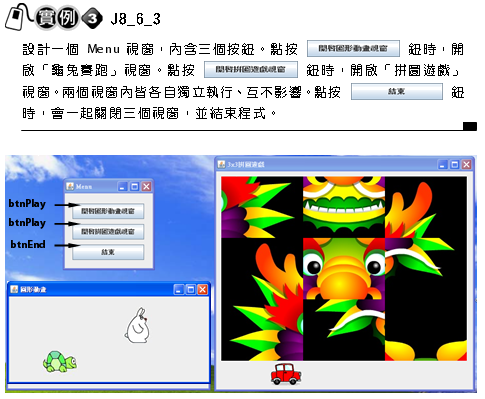 實例 3 J8_6_3
設計一個 Menu 視窗，內含三個按鈕。點按 開啟圖形動畫視窗 鈕時，開
啟「龜兔賽跑」視窗。點按 開啟拼圖遊戲視窗 鈕時，開啟「拼圖遊戲」
視窗。兩個視窗內皆各自獨立執行、互不影響。點按 結束 鈕
時，會一起關閉三個視窗，並結束程式。
3x3拼圖遊戲
Menu
btnPlay
開啟圖形動畫視窗
btnPlay
開啟拼圖遊戲視窗
btnEnd
結束
圖形動畫